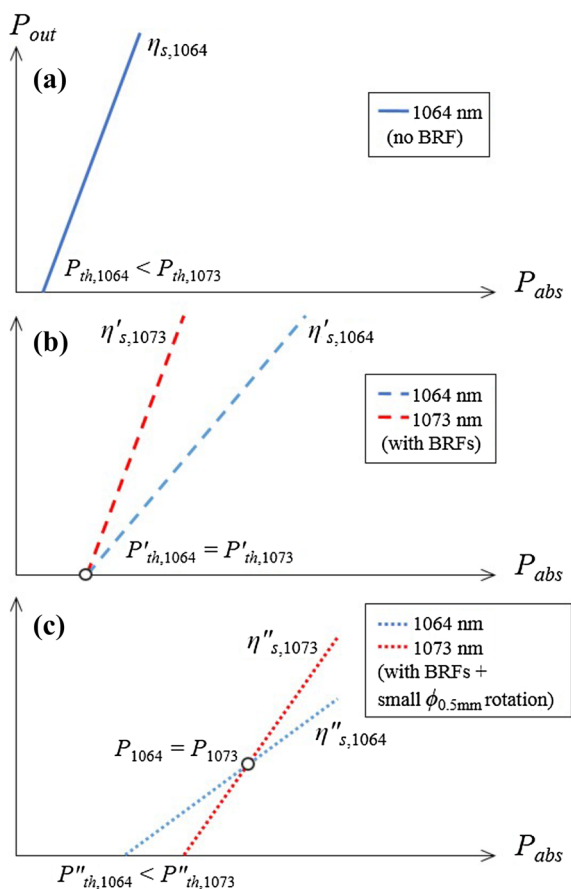 P_out
η_s,1064
(a)
1064 nm
(no BRF)
P_th,1064 < P_th,1073
P_abs
η'_s,1073
η'_s,1064
(b)
1064 nm
1073 nm
(with BRFs)
P'_th,1064 = P'_th,1073
P_abs
(c)
1064 nm
1073 nm
(with BRFs +
small ϕ_0.5mm rotation)
η"_s,1073
η"_s,1064
P_1064 = P_1073
P_abs
P"_th,1064 < P"_th,1073